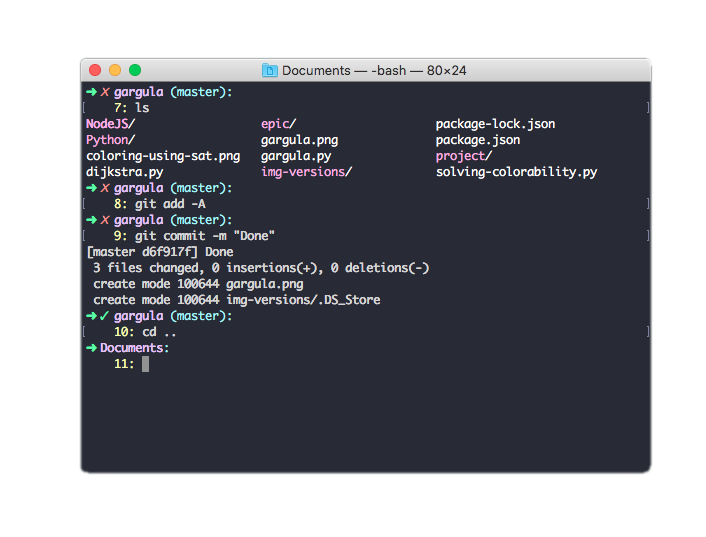 Documents — -bash — 80×24
➜ ✗ gargula (master):
[ 7: ls ]
NodeJS/ epic/ package-lock.json
Python/ gargula.png package.json
coloring-using-sat.png gargula.py project/
dijkstra.py img-versions/ solving-colorability.py
➜ ✗ gargula (master):
[ 8: git add -A ]
➜ ✗ gargula (master):
[ 9: git commit -m "Done" ]
[master d6f917f] Done
3 files changed, 0 insertions(+), 0 deletions(-)
create mode 100644 gargula.png
create mode 100644 img-versions/.DS_Store
➜ ✓ gargula (master):
[ 10: cd .. ]
➜ Documents:
11: